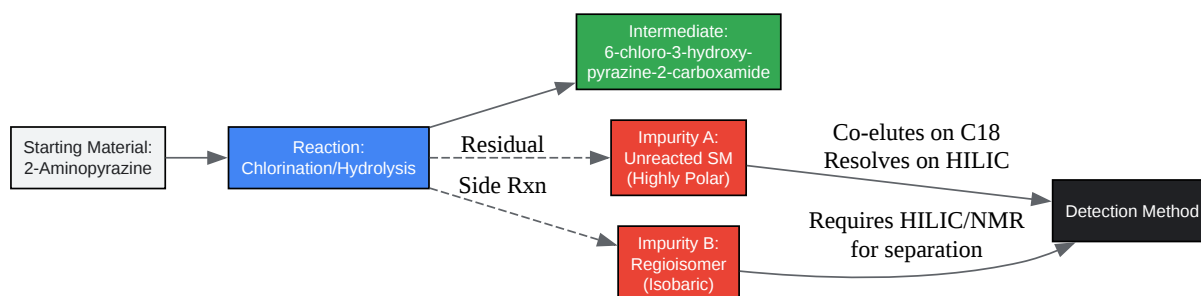 Intermediate:
6-chloro-3-hydroxy-
pyrazine-2-carboxamide
Starting Material:
2-Aminopyrazine
Reaction:
Chlorination/Hydrolysis
Residual
Side Rxn
Impurity A:
Unreacted SM
(Highly Polar)
Impurity B:
Regioisomer
(Isobaric)
Co-elutes on C18
Resolves on HILIC
Requires HILIC/NMR
for separation
Detection Method